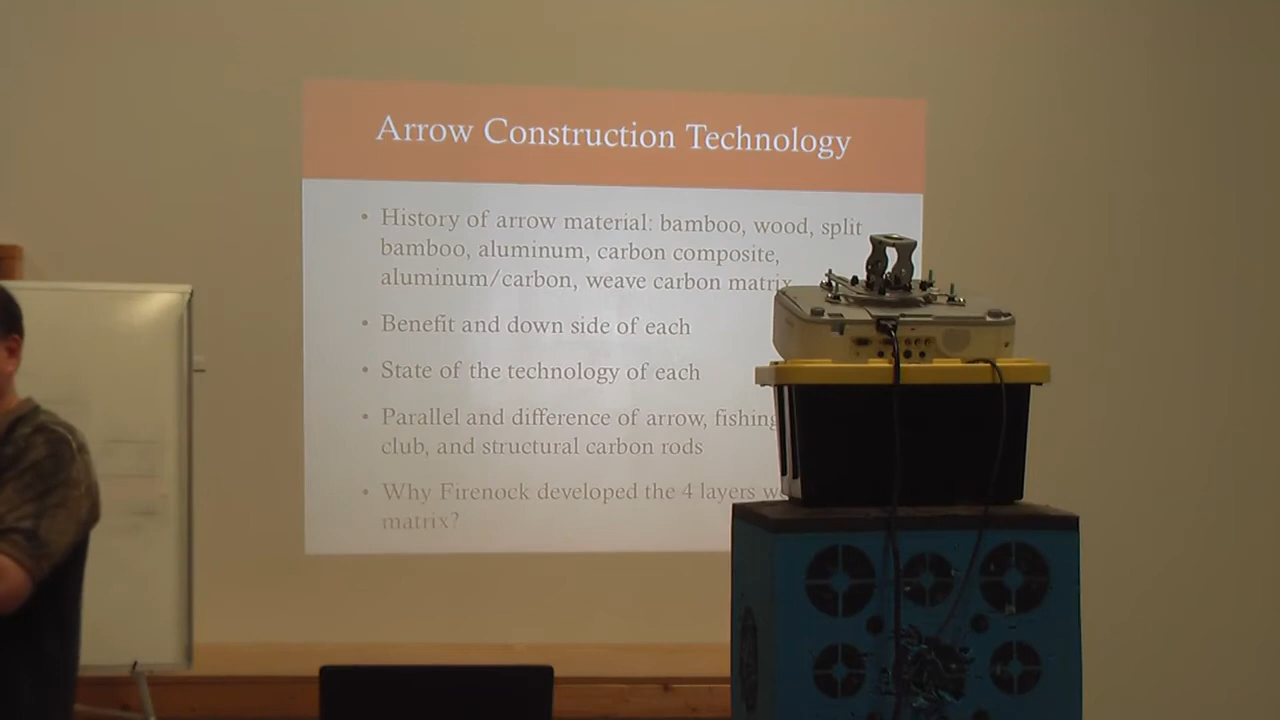 Arrow Construction Technology
• History of arrow material: bamboo, wood, split
bamboo, aluminum, carbon composite,
aluminum/carbon, weave carbon matrix
• Benefit and down side of each
• State of the technology of each
• Parallel and difference of arrow, fishing
club, and structural carbon rods
• Why Firenock developed the 4 layers
matrix?